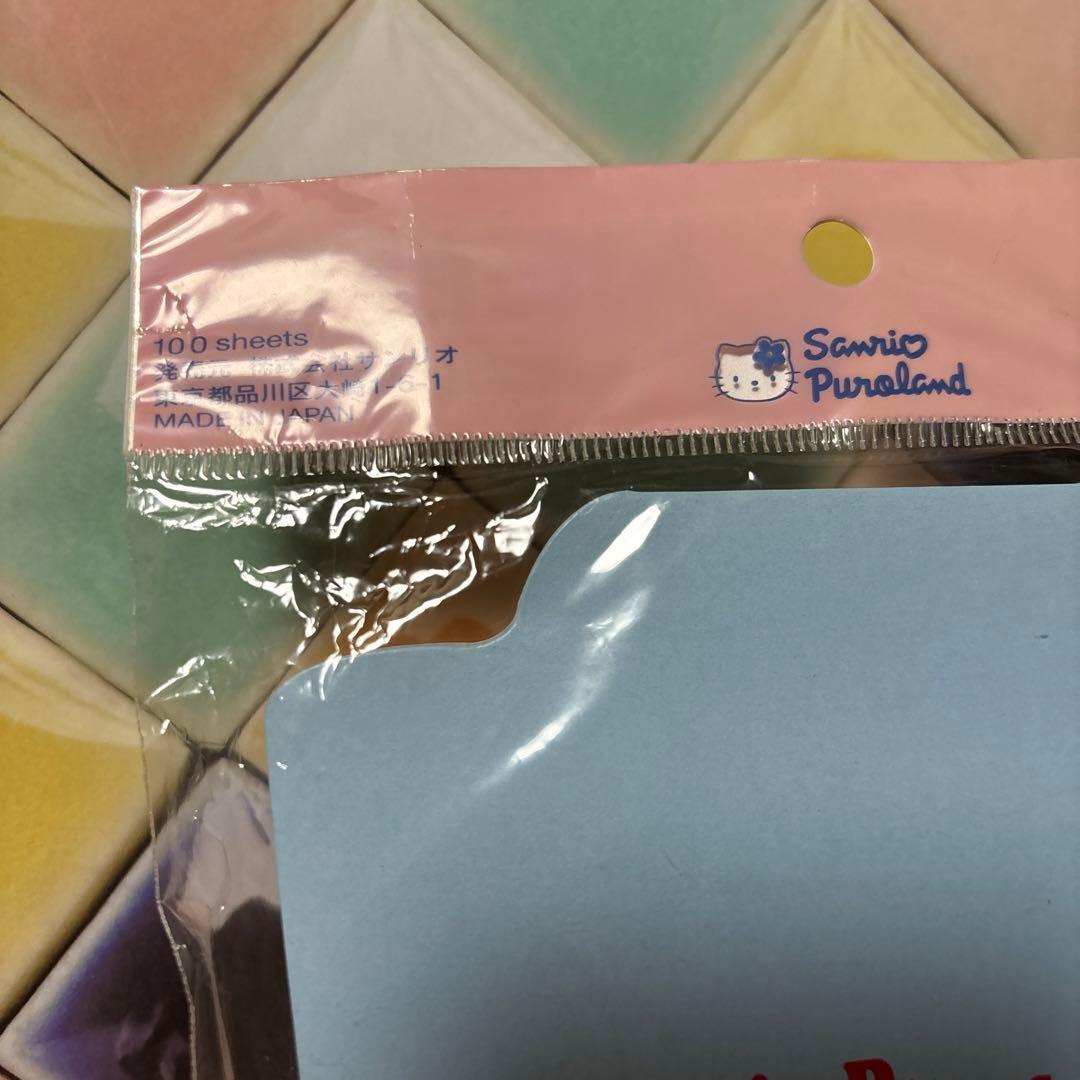 100 sheets
発売元 株式会社サンリオ
東京都品川区大崎1-6-1
MADE IN JAPAN
Sanrio
Puroland